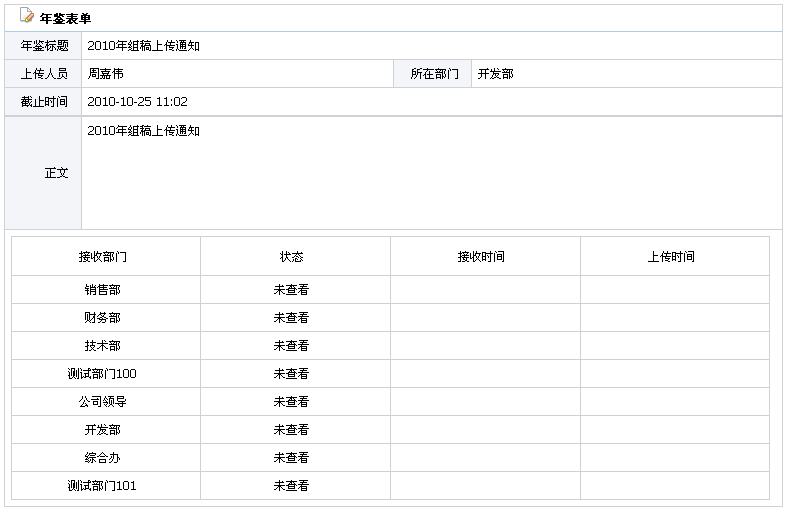 年鉴表单
年鉴标题 2010年组稿上传通知
上传人员 周嘉伟 所在部门 开发部
截止时间 2010-10-25 11:02
正文 2010年组稿上传通知
接收部门 状态 接收时间 上传时间
销售部 未查看
财务部 未查看
技术部 未查看
测试部门100 未查看
公司领导 未查看
开发部 未查看
综合办 未查看
测试部门101 未查看